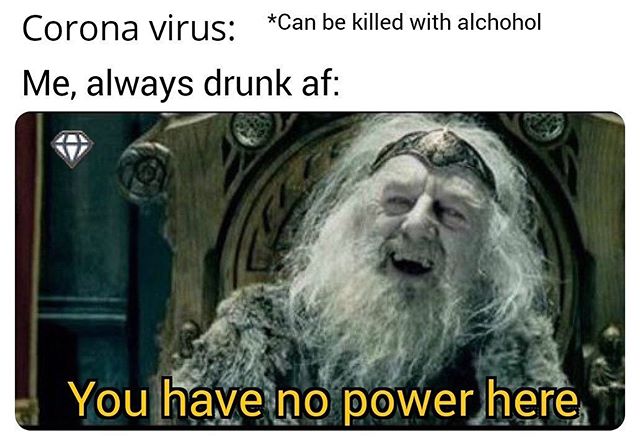 Corona virus: *Can be killed with alchohol
Me, always drunk af:
You have no power here